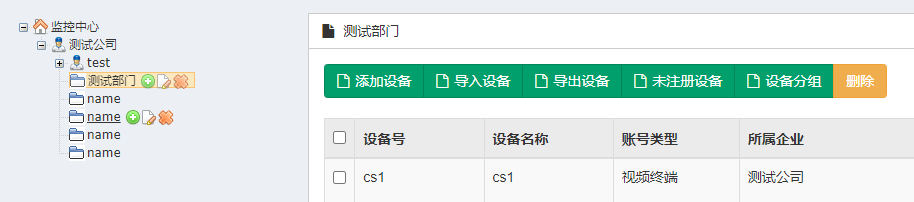 监控中心
测试公司
test
测试部门
name
name
name
name
测试部门
添加设备 导入设备 导出设备 未注册设备 设备分组 删除
设备号 设备名称 账号类型 所属企业
cs1 cs1 视频终端 测试公司